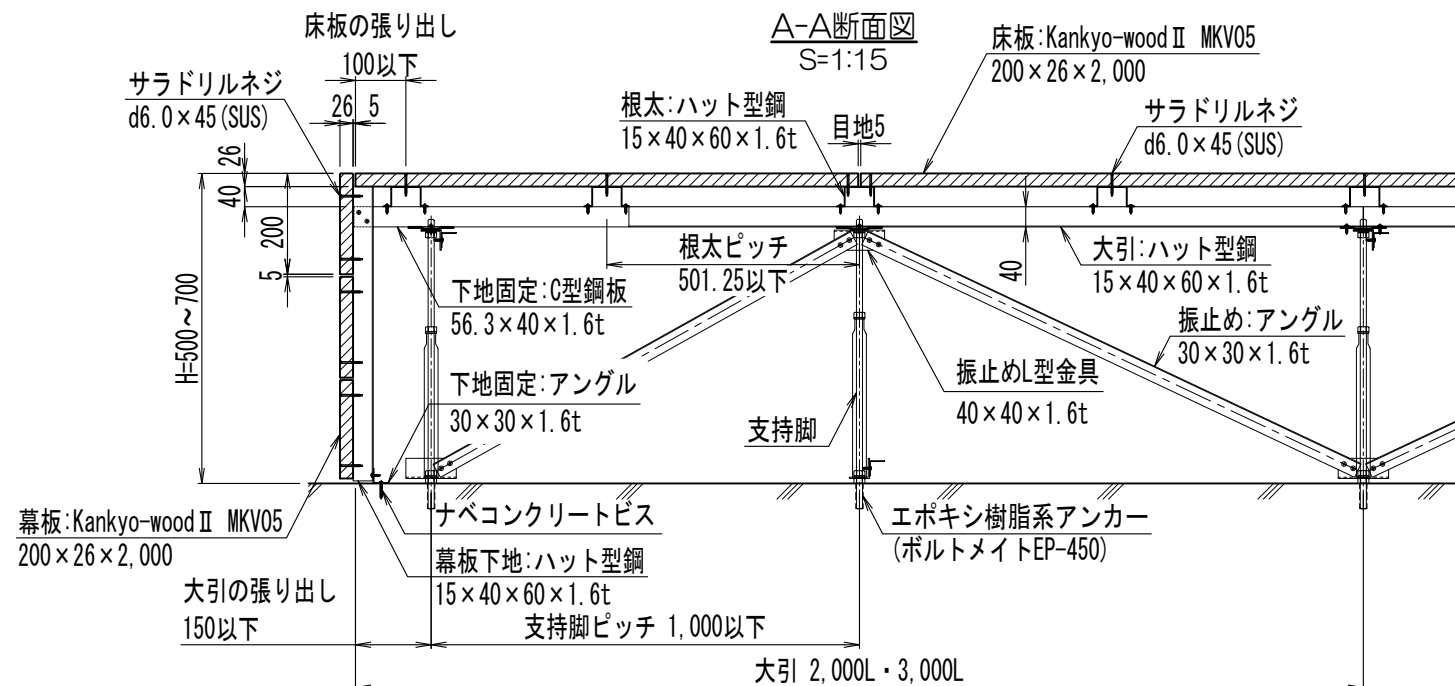 A-A断面図
S=1:15
床板の張り出し
100以下
サラドリルネジ
d6.0×45(SUS)
26 5
根太:ハット型鋼
15×40×60×1.6t
目地5
床板:Kankyo-woodⅡ MKV05
200×26×2,000
サラドリルネジ
d6.0×45(SUS)
26
40
200
5
H=500~700
根太ピッチ
501.25以下
40
大引:ハット型鋼
15×40×60×1.6t
下地固定:C型鋼板
56.3×40×1.6t
振止め:アングル
30×30×1.6t
下地固定:アングル
30×30×1.6t
振止めL型金具
40×40×1.6t
支持脚
幕板:Kankyo-woodⅡ MKV05
200×26×2,000
ナベコンクリートビス
エポキシ樹脂系アンカー
(ボルトメイトEP-450)
幕板下地:ハット型鋼
15×40×60×1.6t
大引の張り出し
150以下
支持脚ピッチ 1,000以下
大引 2,000L・3,000L